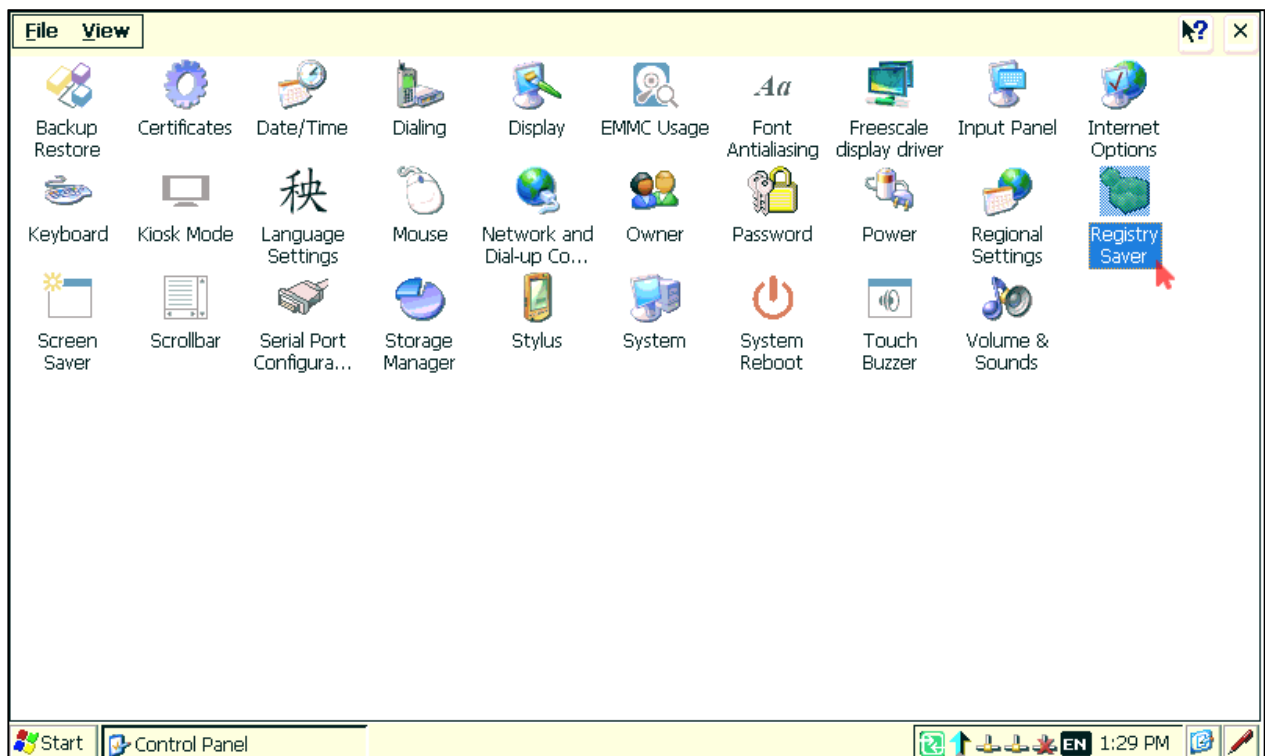 File View
Backup Restore
Certificates
Date/Time
Dialing
Display
EMMC Usage
Aa
Font Antialiasing
Freescale display driver
Input Panel
Internet Options
Keyboard
Kiosk Mode
秧
Language Settings
Mouse
Network and Dial-up Co...
Owner
Password
Power
Regional Settings
Registry Saver
Screen Saver
Scrollbar
Serial Port Configura...
Storage Manager
Stylus
System
System Reboot
Touch Buzzer
Volume & Sounds
Start
Control Panel
EN
1:29 PM